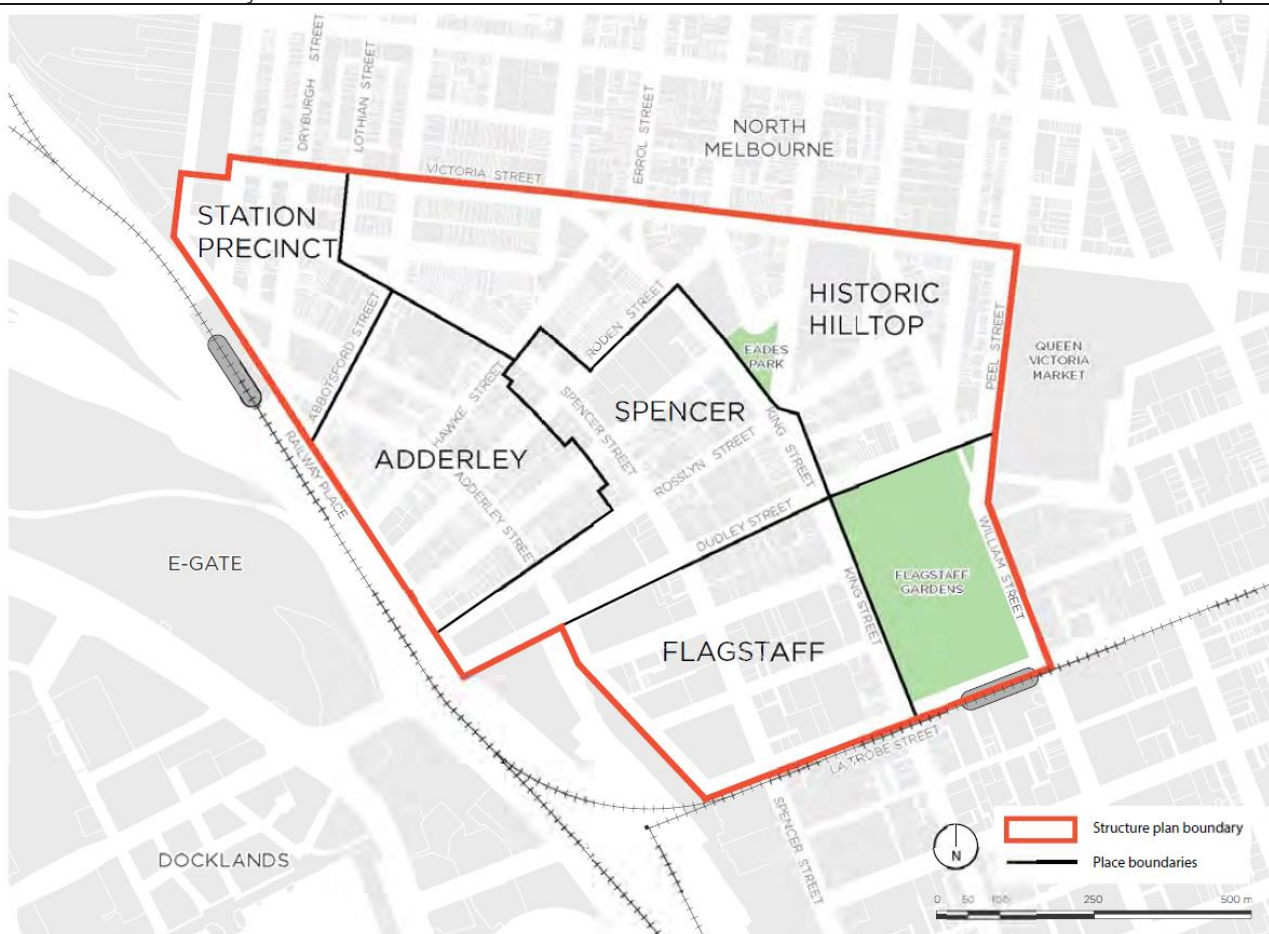 DRYBURGH STREET
LOTHIAN STREET
ERROL STREET
NORTH
MELBOURNE
VICTORIA STREET
STATION
PRECINCT
HISTORIC
HILLTOP
PEEL STREET
QUEEN
VICTORIA
MARKET
RODEN STREET
EADES
PARK
ABBOTSFORD STREET
HAWKE STREET
SPENCER STREET
SPENCER
KING STREET
ADDERLEY
ROSSLYN STREET
RAILWAY PLACE
ADDERLEY STREET
DUDLEY STREET
WILLIAM STREET
E-GATE
FLAGSTAFF
GARDENS
KING STREET
FLAGSTAFF
LA TROBE STREET
SPENCER STREET
DOCKLANDS
N
Structure plan boundary
Place boundaries
0 50 100 250 500 m